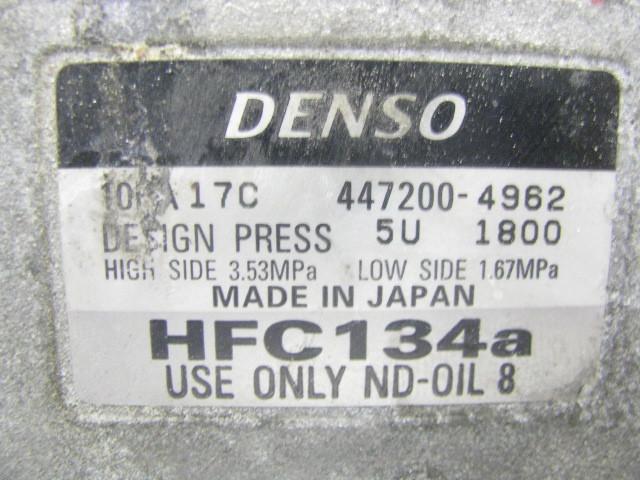 DENSO
17C 447200-4962
DESIGN PRESS 5U 1800
HIGH SIDE 3.53MPa LOW SIDE 1.67MPa
MADE IN JAPAN
HFC134a
USE ONLY ND-OIL 8